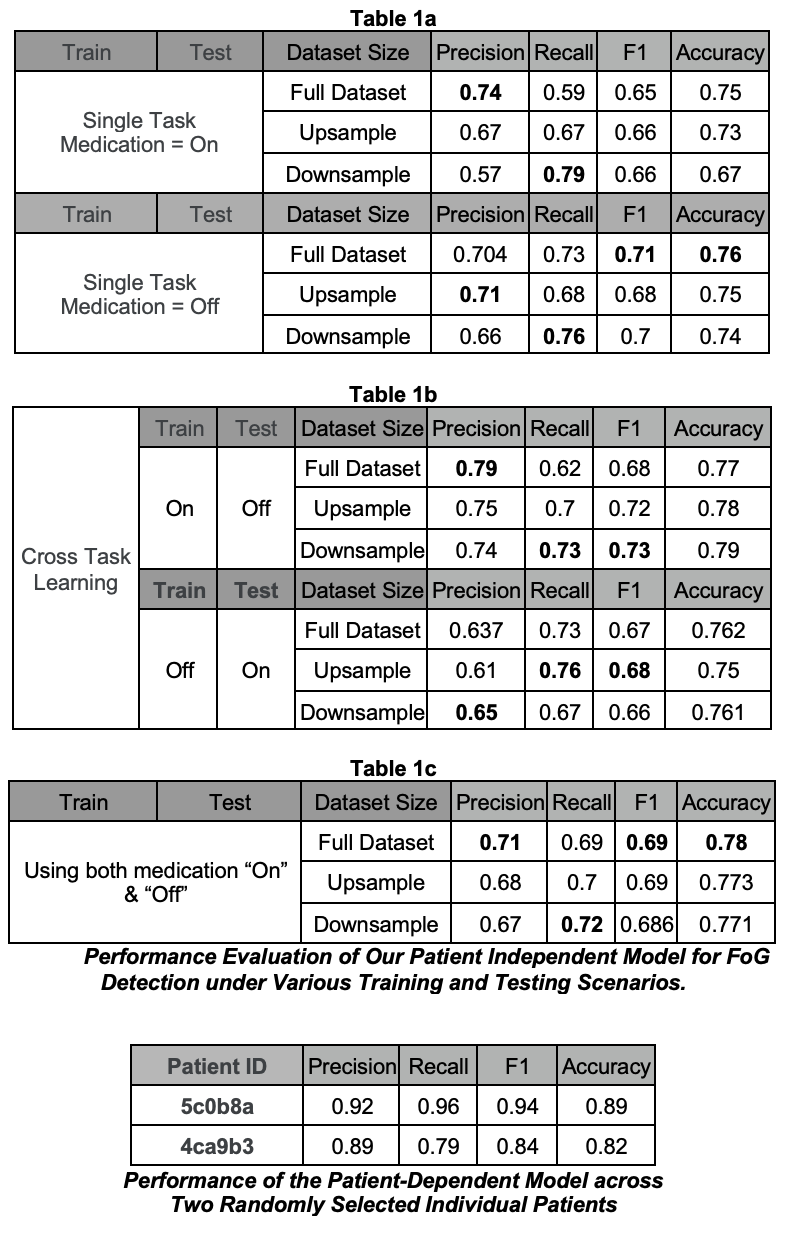 Table 1a
Train Test Dataset Size Precision Recall F1 Accuracy
Single Task
Medication = On
Full Dataset 0.74 0.59 0.65 0.75
Upsample 0.67 0.67 0.66 0.73
Downsample 0.57 0.79 0.66 0.67
Train Test Dataset Size Precision Recall F1 Accuracy
Single Task
Medication = Off
Full Dataset 0.704 0.73 0.71 0.76
Upsample 0.71 0.68 0.68 0.75
Downsample 0.66 0.76 0.7 0.74
Table 1b
Cross Task
Learning
Train Test Dataset Size Precision Recall F1 Accuracy
On Off
Full Dataset 0.79 0.62 0.68 0.77
Upsample 0.75 0.7 0.72 0.78
Downsample 0.74 0.73 0.73 0.79
Train Test Dataset Size Precision Recall F1 Accuracy
Off On
Full Dataset 0.637 0.73 0.67 0.762
Upsample 0.61 0.76 0.68 0.75
Downsample 0.65 0.67 0.66 0.761
Table 1c
Train Test Dataset Size Precision Recall F1 Accuracy
Using both medication “On”
& “Off”
Full Dataset 0.71 0.69 0.69 0.78
Upsample 0.68 0.7 0.69 0.773
Downsample 0.67 0.72 0.686 0.771
Performance Evaluation of Our Patient Independent Model for FoG
Detection under Various Training and Testing Scenarios.
Patient ID Precision Recall F1 Accuracy
5c0b8a 0.92 0.96 0.94 0.89
4ca9b3 0.89 0.79 0.84 0.82
Performance of the Patient-Dependent Model across
Two Randomly Selected Individual Patients